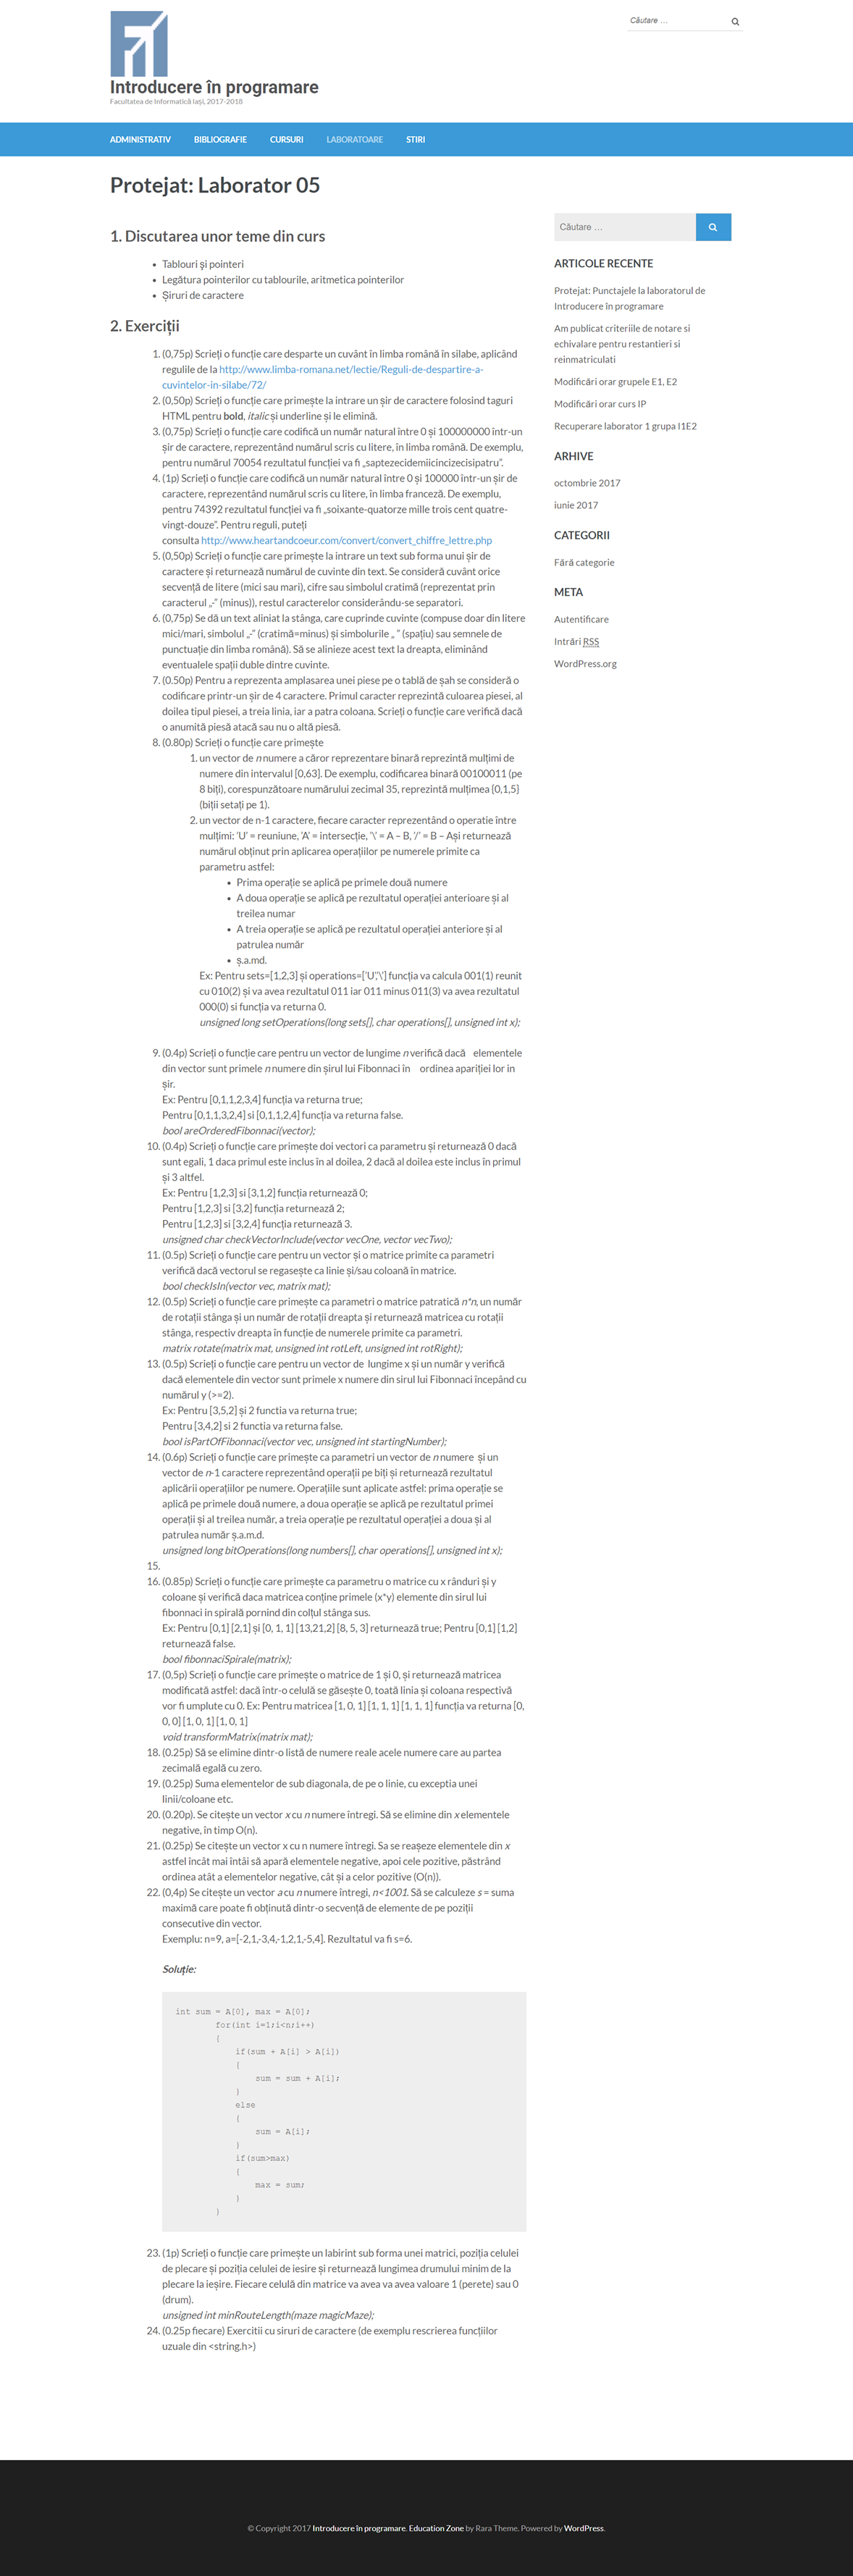 Căutare …
Introducere în programare
Facultatea de Informatică Iași, 2017-2018
ADMINISTRATIV BIBLIOGRAFIE CURSURI LABORATOARE STIRI
Protejat: Laborator 05
1. Discutarea unor teme din curs
• Tablouri și pointeri
• Legătura pointerilor cu tablourile, aritmetica pointerilor
• Șiruri de caractere
2. Exerciții
1. (0,75p) Scrieți o funcție care desparte un cuvânt în limba română în silabe, aplicând
regulile de la http://www.limba-romana.net/lectie/Reguli-de-despartire-a-
cuvintelor-in-silabe/72/
2. (0,50p) Scrieți o funcție care primește la intrare un șir de caractere folosind taguri
HTML pentru bold, italic și underline și le elimină.
3. (0,75p) Scrieți o funcție care codifică un număr natural între 0 și 100000000 într-un
șir de caractere, reprezentând numărul scris cu litere, în limba română. De exemplu,
pentru numărul 70054 rezultatul funcției va fi „saptezecidemiicincizecisipatru”.
4. (1p) Scrieți o funcție care codifică un număr natural între 0 și 100000 într-un șir de
caractere, reprezentând numărul scris cu litere, în limba franceză. De exemplu,
pentru 74392 rezultatul funcției va fi „soixante-quatorze mille trois cent quatre-
vingt-douze”. Pentru reguli, puteți
consulta http://www.heartandcoeur.com/convert/convert_chiffre_lettre.php
5. (0,50p) Scrieți o funcție care primește la intrare un text sub forma unui șir de
caractere și returnează numărul de cuvinte din text. Se consideră cuvânt orice
secvență de litere (mici sau mari), cifre sau simbolul cratimă (reprezentat prin
caracterul „-” (minus)), restul caracterelor considerându-se separatori.
6. (0,75p) Se dă un text aliniat la stânga, care cuprinde cuvinte (compuse doar din litere
mici/mari, simbolul „-” (cratimă=minus) și simbolurile „ ” (spațiu) sau semnele de
punctuație din limba română). Să se alinieze acest text la dreapta, eliminând
eventualele spații duble dintre cuvinte.
7. (0.50p) Pentru a reprezenta amplasarea unei piese pe o tablă de șah se consideră o
codificare printr-un șir de 4 caractere. Primul caracter reprezintă culoarea piesei, al
doilea tipul piesei, a treia linia, iar a patra coloana. Scrieți o funcție care verifică dacă
o anumită piesă atacă sau nu o altă piesă.
8. (0.80p) Scrieți o funcție care primește
1. un vector de n numere a căror reprezentare binară reprezintă mulțimi de
numere din intervalul [0,63]. De exemplu, codificarea binară 00100011 (pe
8 biți), corespunzătoare numărului zecimal 35, reprezintă mulțimea {0,1,5}
(biții setați pe 1).
2. un vector de n-1 caractere, fiecare caracter reprezentând o operatie între
mulțimi: ‘U’ = reuniune, ‘A’ = intersecție, ‘\’ = A – B, ‘/’ = B – Ași returnează
numărul obținut prin aplicarea operațiilor pe numerele primite ca
parametru astfel:
• Prima operație se aplică pe primele două numere
• A doua operație se aplică pe rezultatul operației anterioare și al
treilea numar
• A treia operație se aplică pe rezultatul operației anteriore și al
patrulea număr
• ș.a.md.
Ex: Pentru sets=[1,2,3] și operations=[‘U’,’\’] funcția va calcula 001(1) reunit
cu 010(2) și va avea rezultatul 011 iar 011 minus 011(3) va avea rezultatul
000(0) si funcția va returna 0.
unsigned long setOperations(long sets[], char operations[], unsigned int x);
9. (0.4p) Scrieți o funcție care pentru un vector de lungime n verifică dacă elementele
din vector sunt primele n numere din șirul lui Fibonnaci în ordinea apariției lor in
șir.
Ex: Pentru [0,1,1,2,3,4] funcția va returna true;
Pentru [0,1,1,3,2,4] si [0,1,1,2,4] funcția va returna false.
bool areOrderedFibonnaci(vector);
10. (0.4p) Scrieți o funcție care primește doi vectori ca parametru și returnează 0 dacă
sunt egali, 1 daca primul este inclus în al doilea, 2 dacă al doilea este inclus in primul
și 3 altfel.
Ex: Pentru [1,2,3] si [3,1,2] funcția returnează 0;
Pentru [1,2,3] si [3,2] funcția returnează 2;
Pentru [1,2,3] si [3,2,4] funcția returnează 3.
unsigned char checkVectorInclude(vector vecOne, vector vecTwo);
11. (0.5p) Scrieți o funcție care pentru un vector și o matrice primite ca parametri
verifică dacă vectorul se regasește ca linie și/sau coloană în matrice.
bool checkIsIn(vector vec, matrix mat);
12. (0.5p) Scrieți o funcție care primește ca parametri o matrice patratică n*n, un număr
de rotații stânga și un număr de rotații dreapta și returnează matricea cu rotații
stânga, respectiv dreapta în funcție de numerele primite ca parametri.
matrix rotate(matrix mat, unsigned int rotLeft, unsigned int rotRight);
13. (0.5p) Scrieți o funcție care pentru un vector de lungime x și un număr y verifică
dacă elementele din vector sunt primele x numere din sirul lui Fibonnaci începând cu
numărul y (>=2).
Ex: Pentru [3,5,2] și 2 functia va returna true;
Pentru [3,4,2] si 2 functia va returna false.
bool isPartOfFibonnaci(vector vec, unsigned int startingNumber);
14. (0.6p) Scrieți o funcție care primește ca parametri un vector de n numere și un
vector de n-1 caractere reprezentând operații pe biți și returnează rezultatul
aplicării operațiilor pe numere. Operațiile sunt aplicate astfel: prima operație se
aplică pe primele două numere, a doua operație se aplică pe rezultatul primei
operații și al treilea număr, a treia operație pe rezultatul operației a doua și al
patrulea număr ș.a.m.d.
unsigned long bitOperations(long numbers[], char operations[], unsigned int x);
15.
16. (0.85p) Scrieți o funcție care primește ca parametru o matrice cu x rânduri și y
coloane și verifică daca matricea conține primele (x*y) elemente din sirul lui
fibonnaci in spirală pornind din colțul stânga sus.
Ex: Pentru [0,1] [2,1] și [0, 1, 1] [13,21,2] [8, 5, 3] returnează true; Pentru [0,1] [1,2]
returnează false.
bool fibonnaciSpirale(matrix);
17. (0,5p) Scrieți o funcție care primește o matrice de 1 și 0, și returnează matricea
modificată astfel: dacă într-o celulă se găsește 0, toată linia și coloana respectivă
vor fi umplute cu 0. Ex: Pentru matricea [1, 0, 1] [1, 1, 1] [1, 1, 1] funcția va returna [0,
0, 0] [1, 0, 1] [1, 0, 1]
void transformMatrix(matrix mat);
18. (0.25p) Să se elimine dintr-o listă de numere reale acele numere care au partea
zecimală egală cu zero.
19. (0.25p) Suma elementelor de sub diagonala, de pe o linie, cu exceptia unei
linii/coloane etc.
20. (0.20p). Se citește un vector x cu n numere întregi. Să se elimine din x elementele
negative, în timp O(n).
21. (0.25p) Se citește un vector x cu n numere întregi. Sa se reașeze elementele din x
astfel încât mai întâi să apară elementele negative, apoi cele pozitive, păstrând
ordinea atât a elementelor negative, cât și a celor pozitive (O(n)).
22. (0,4p) Se citește un vector a cu n numere întregi, n<1001. Să se calculeze s = suma
maximă care poate fi obținută dintr-o secvență de elemente de pe poziții
consecutive din vector.
Exemplu: n=9, a=[-2,1,-3,4,-1,2,1,-5,4]. Rezultatul va fi s=6.
Soluție:
int sum = A[0], max = A[0];
for(int i=1;i<n;i++)
{
if(sum + A[i] > A[i])
{
sum = sum + A[i];
}
else
{
sum = A[i];
}
if(sum>max)
{
max = sum;
}
}
23. (1p) Scrieți o funcție care primește un labirint sub forma unei matrici, poziția celulei
de plecare și poziția celulei de iesire și returnează lungimea drumului minim de la
plecare la ieșire. Fiecare celulă din matrice va avea va avea valoare 1 (perete) sau 0
(drum).
unsigned int minRouteLength(maze magicMaze);
24. (0.25p fiecare) Exercitii cu siruri de caractere (de exemplu rescrierea funcțiilor
uzuale din <string.h>)
Căutare …
ARTICOLE RECENTE
Protejat: Punctajele la laboratorul de
Introducere în programare
Am publicat criteriile de notare si
echivalare pentru restantieri si
reinmatriculati
Modificări orar grupele E1, E2
Modificări orar curs IP
Recuperare laborator 1 grupa I1E2
ARHIVE
octombrie 2017
iunie 2017
CATEGORII
Fără categorie
META
Autentificare
Intrări RSS
WordPress.org
© Copyright 2017 Introducere în programare. Education Zone by Rara Theme. Powered by WordPress.